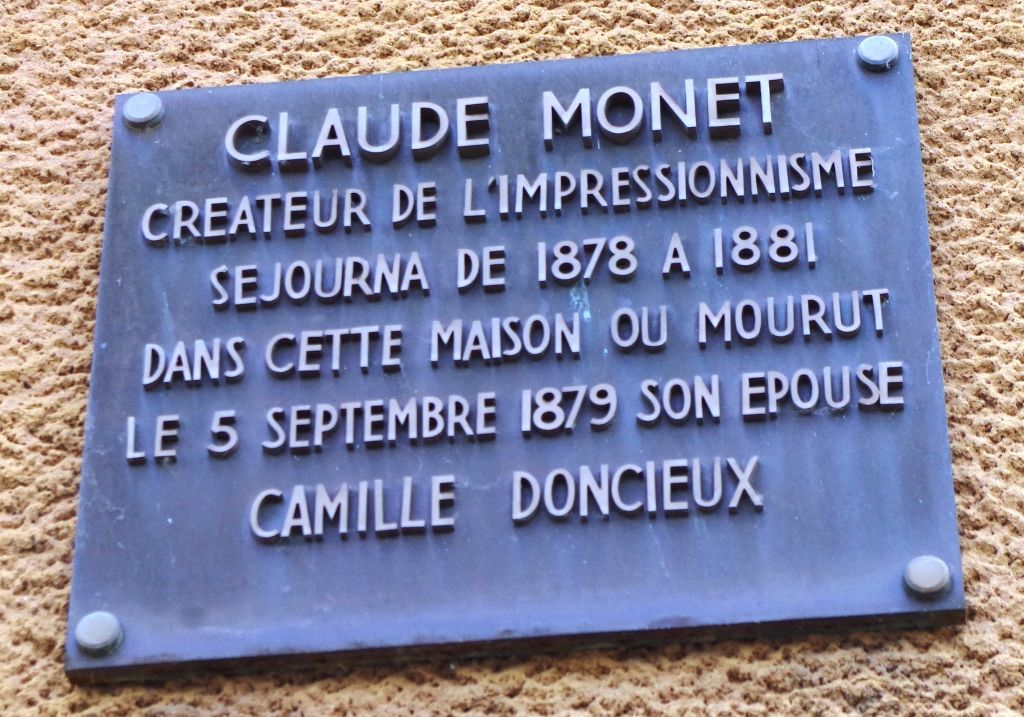 CLAUDE MONET
CREATEUR DE L'IMPRESSIONNISME
SEJOURNA DE 1878 A 1881
DANS CETTE MAISON OU MOURUT
LE 5 SEPTEMBRE 1879 SON EPOUSE
CAMILLE DONCIEUX